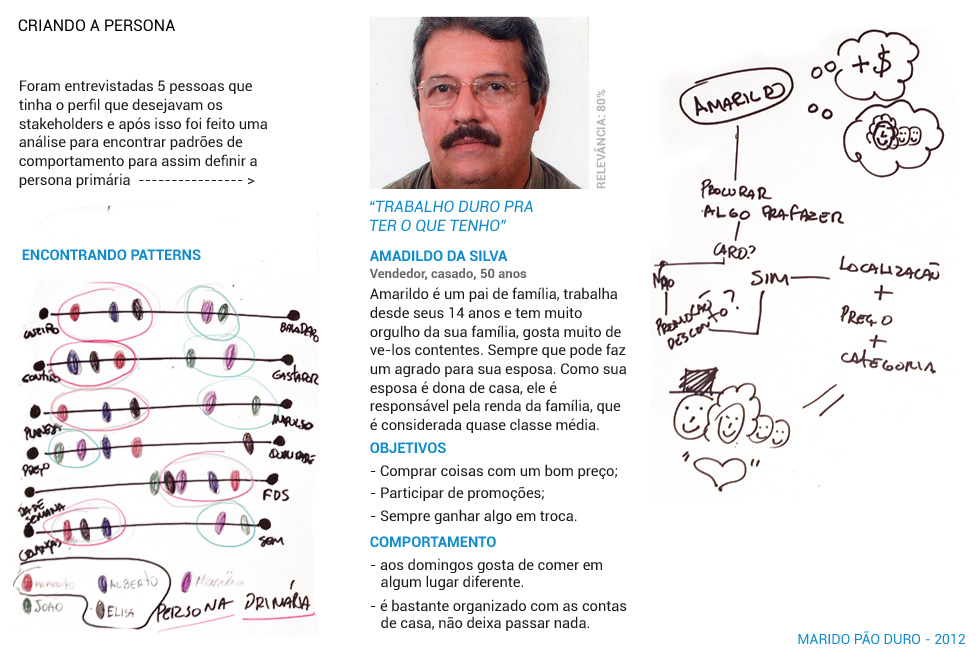 CRIANDO A PERSONA
Foram entrevistadas 5 pessoas que
tinha o perfil que desejavam os
stakeholders e após isso foi feito uma
análise para encontrar padrões de
comportamento para assim definir a
persona primária ---------------- >
ENCONTRANDO PATTERNS
CASEIRO
BALADEIRO
CONTIDO
GASTADOR
PLANEJA
IMPULSO
PREÇO
QUALIDADE
DIA DE
SEMANA
FDS
CRIANÇAS
SEM
ROBERTO
ALBERTO
JOÃO
ELISA
PERSONA PRIMÁRIA
RELEVÂNCIA: 80%
“TRABALHO DURO PRA
TER O QUE TENHO”
AMADILDO DA SILVA
Vendedor, casado, 50 anos
Amarildo é um pai de família, trabalha
desde seus 14 anos e tem muito
orgulho da sua família, gosta muito de
ve-los contentes. Sempre que pode faz
um agrado para sua esposa. Como sua
esposa é dona de casa, ele é
responsável pela renda da família, que
é considerada quase classe média.
OBJETIVOS
- Comprar coisas com um bom preço;
- Participar de promoções;
- Sempre ganhar algo em troca.
COMPORTAMENTO
- aos domingos gosta de comer em
algum lugar diferente.
- é bastante organizado com as contas
de casa, não deixa passar nada.
AMARILDO
+$
PROCURAR
ALGO PRA FAZER
CARO?
NÃO
SIM
PROMOÇÃO
DESCONTO?
LOCALIZAÇÃO
+
PREÇO
+
CATEGORIA
MARIDO PÃO DURO - 2012